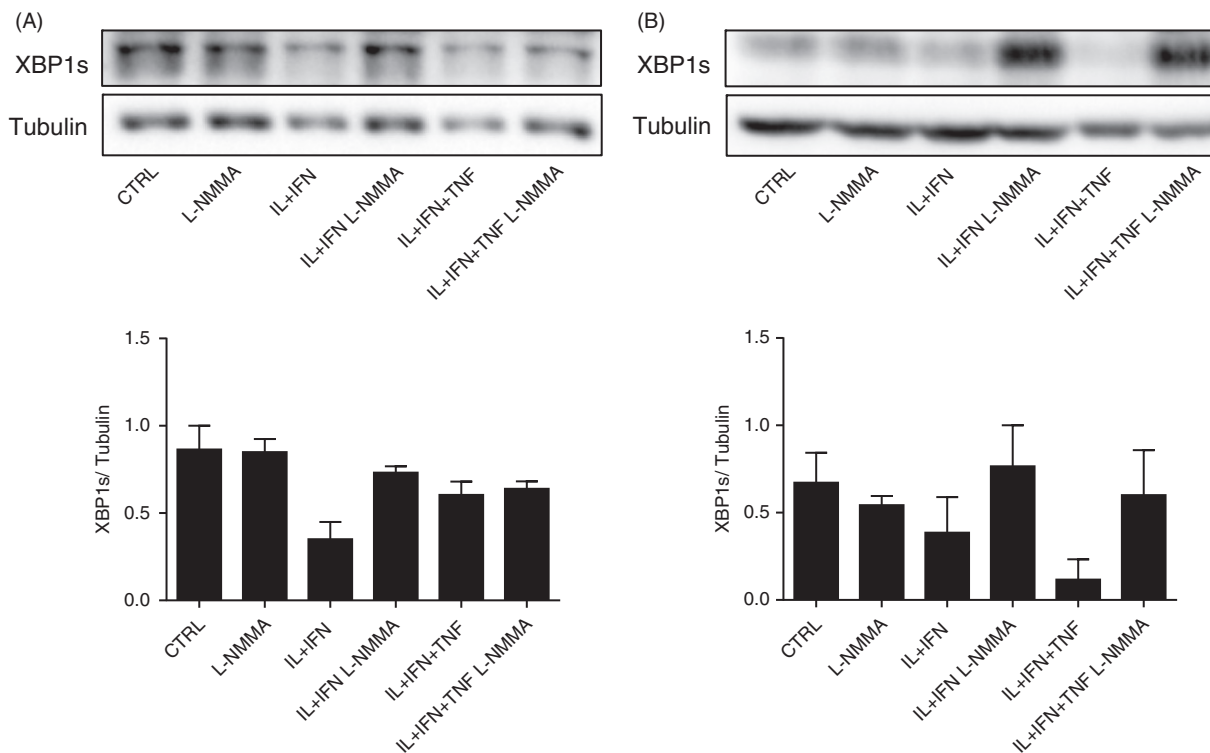 (A)
XBP1s
Tubulin
CTRL
L-NMMA
IL+IFN
IL+IFN L-NMMA
IL+IFN+TNF
IL+IFN+TNF L-NMMA
1.5
1.0
0.5
0.0
XBP1s/ Tubulin
CTRL
L-NMMA
IL+IFN
IL+IFN L-NMMA
IL+IFN+TNF
IL+IFN+TNF L-NMMA
(B)
XBP1s
Tubulin
CTRL
L-NMMA
IL+IFN
IL+IFN L-NMMA
IL+IFN+TNF
IL+IFN+TNF L-NMMA
1.5
1.0
0.5
0.0
XBP1s/ Tubulin
CTRL
L-NMMA
IL+IFN
IL+IFN L-NMMA
IL+IFN+TNF
IL+IFN+TNF L-NMMA